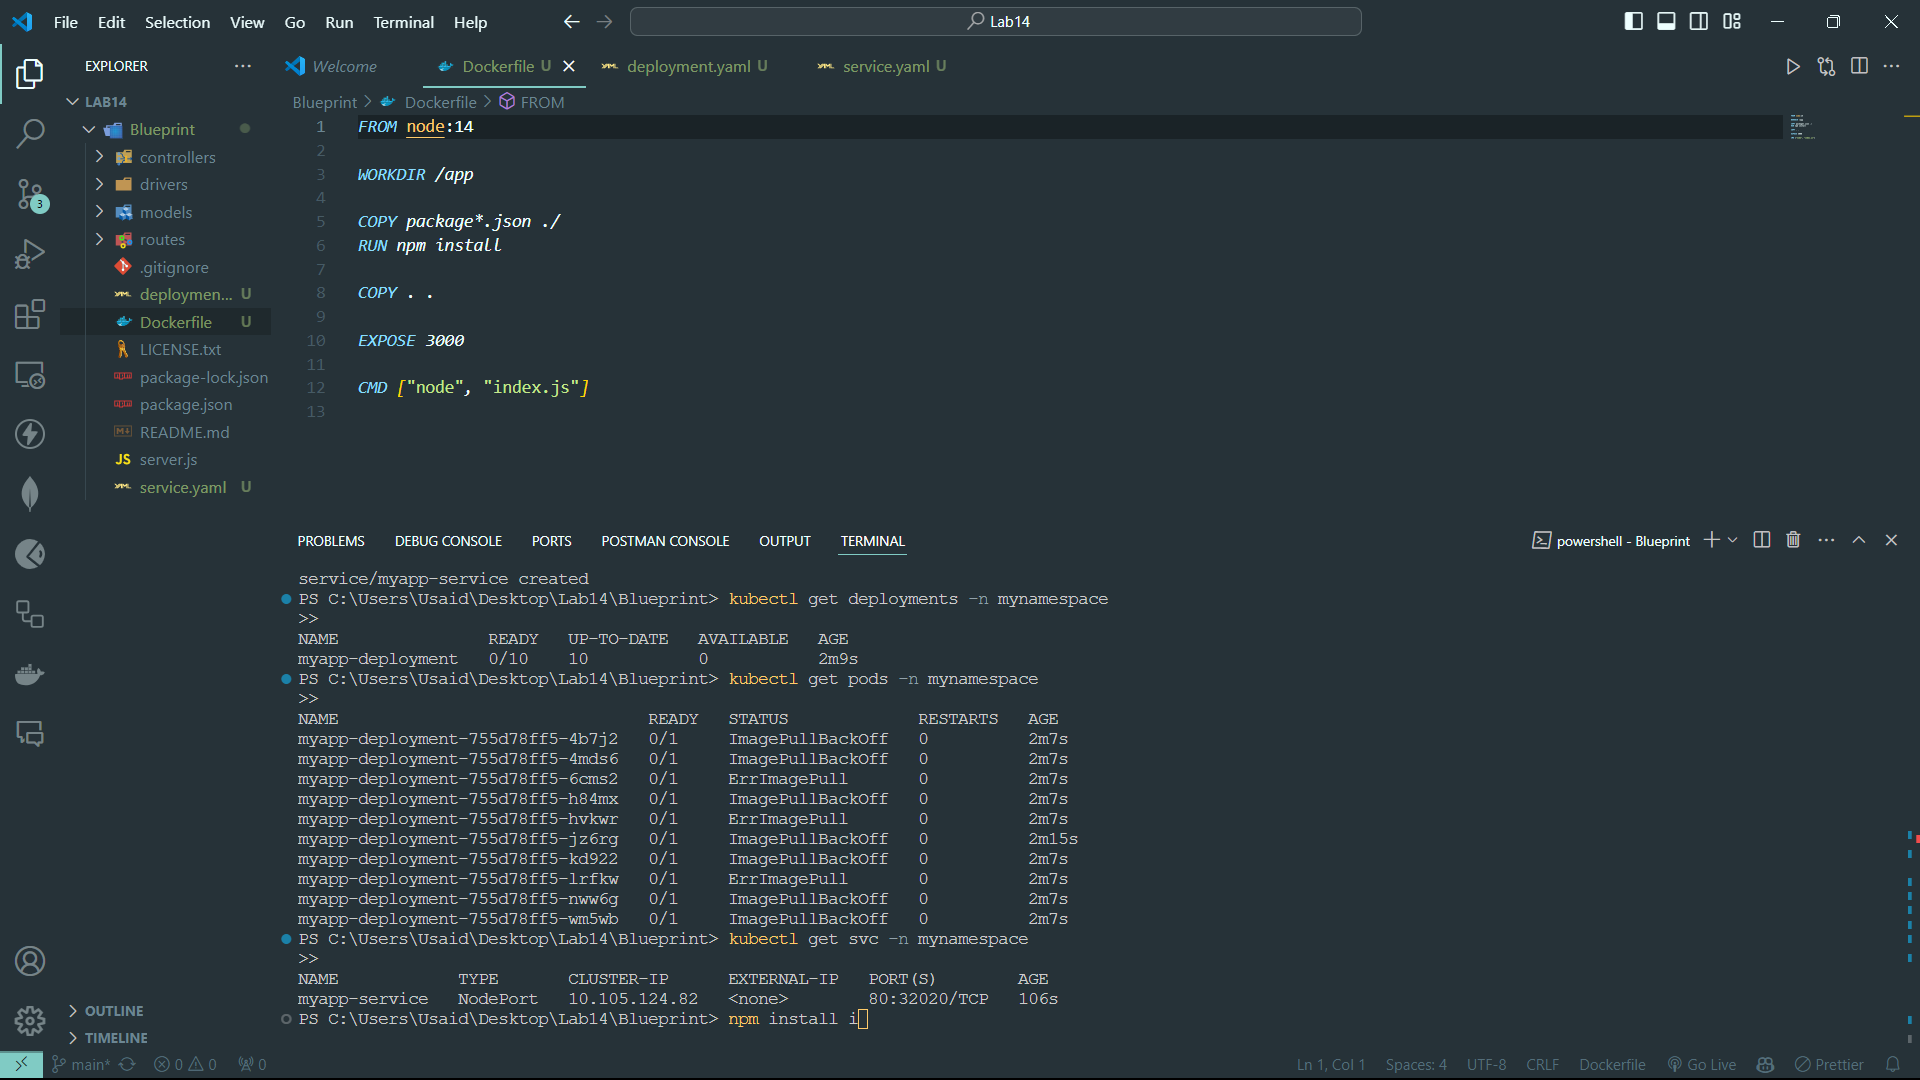 File Edit Selection View Go Run Terminal Help
Lab14
EXPLORER
Welcome
Dockerfile U
deployment.yaml U
service.yaml U
LAB14
Blueprint
controllers
drivers
models
routes
.gitignore
deploymen... U
Dockerfile U
LICENSE.txt
package-lock.json
package.json
README.md
JS server.js
service.yaml U
OUTLINE
TIMELINE
3
Blueprint > Dockerfile > FROM
1 FROM node:14
2
3 WORKDIR /app
4
5 COPY package*.json ./
6 RUN npm install
7
8 COPY . .
9
10 EXPOSE 3000
11
12 CMD ["node", "index.js"]
13
PROBLEMS DEBUG CONSOLE PORTS POSTMAN CONSOLE OUTPUT TERMINAL
powershell - Blueprint
service/myapp-service created
PS C:\Users\Usaid\Desktop\Lab14\Blueprint> kubectl get deployments -n mynamespace
>>
NAME READY UP-TO-DATE AVAILABLE AGE
myapp-deployment 0/10 10 0 2m9s
PS C:\Users\Usaid\Desktop\Lab14\Blueprint> kubectl get pods -n mynamespace
>>
NAME READY STATUS RESTARTS AGE
myapp-deployment-755d78ff5-4b7j2 0/1 ImagePullBackOff 0 2m7s
myapp-deployment-755d78ff5-4mds6 0/1 ImagePullBackOff 0 2m7s
myapp-deployment-755d78ff5-6cms2 0/1 ErrImagePull 0 2m7s
myapp-deployment-755d78ff5-h84mx 0/1 ImagePullBackOff 0 2m7s
myapp-deployment-755d78ff5-hvkwr 0/1 ErrImagePull 0 2m7s
myapp-deployment-755d78ff5-jz6rg 0/1 ImagePullBackOff 0 2m15s
myapp-deployment-755d78ff5-kd922 0/1 ImagePullBackOff 0 2m7s
myapp-deployment-755d78ff5-lrfkw 0/1 ErrImagePull 0 2m7s
myapp-deployment-755d78ff5-nww6g 0/1 ImagePullBackOff 0 2m7s
myapp-deployment-755d78ff5-wm5wb 0/1 ImagePullBackOff 0 2m7s
PS C:\Users\Usaid\Desktop\Lab14\Blueprint> kubectl get svc -n mynamespace
>>
NAME TYPE CLUSTER-IP EXTERNAL-IP PORT(S) AGE
myapp-service NodePort 10.105.124.82 <none> 80:32020/TCP 106s
PS C:\Users\Usaid\Desktop\Lab14\Blueprint> npm install i
main* 0 0 0
Ln 1, Col 1 Spaces: 4 UTF-8 CRLF Dockerfile Go Live Prettier